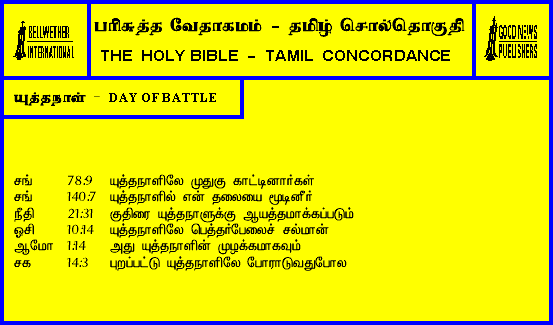 BELLWETHER
INTERNATIONAL
பரிசுத்த வேதாகமம் - தமிழ் சொல்தொகுதி
THE HOLY BIBLE - TAMIL CONCORDANCE
GOOD NEWS
PUBLISHERS
யுத்தநாள் - DAY OF BATTLE
சங் 78:9 யுத்தநாளிலே முதுகு காட்டினார்கள்
சங் 140:7 யுத்தநாளில் என் தலையை மூடினீர்
நீதி 21:31 குதிரை யுத்தநாளுக்கு ஆயத்தமாக்கப்படும்
ஓசி 10:14 யுத்தநாளிலே பெத்தர்பேலைச் சல்மான்
ஆமோ 1:14 அது யுத்தநாளின் முழக்கமாகவும்
சக 14:3 புறப்பட்டு யுத்தநாளிலே போராடுவதுபோல